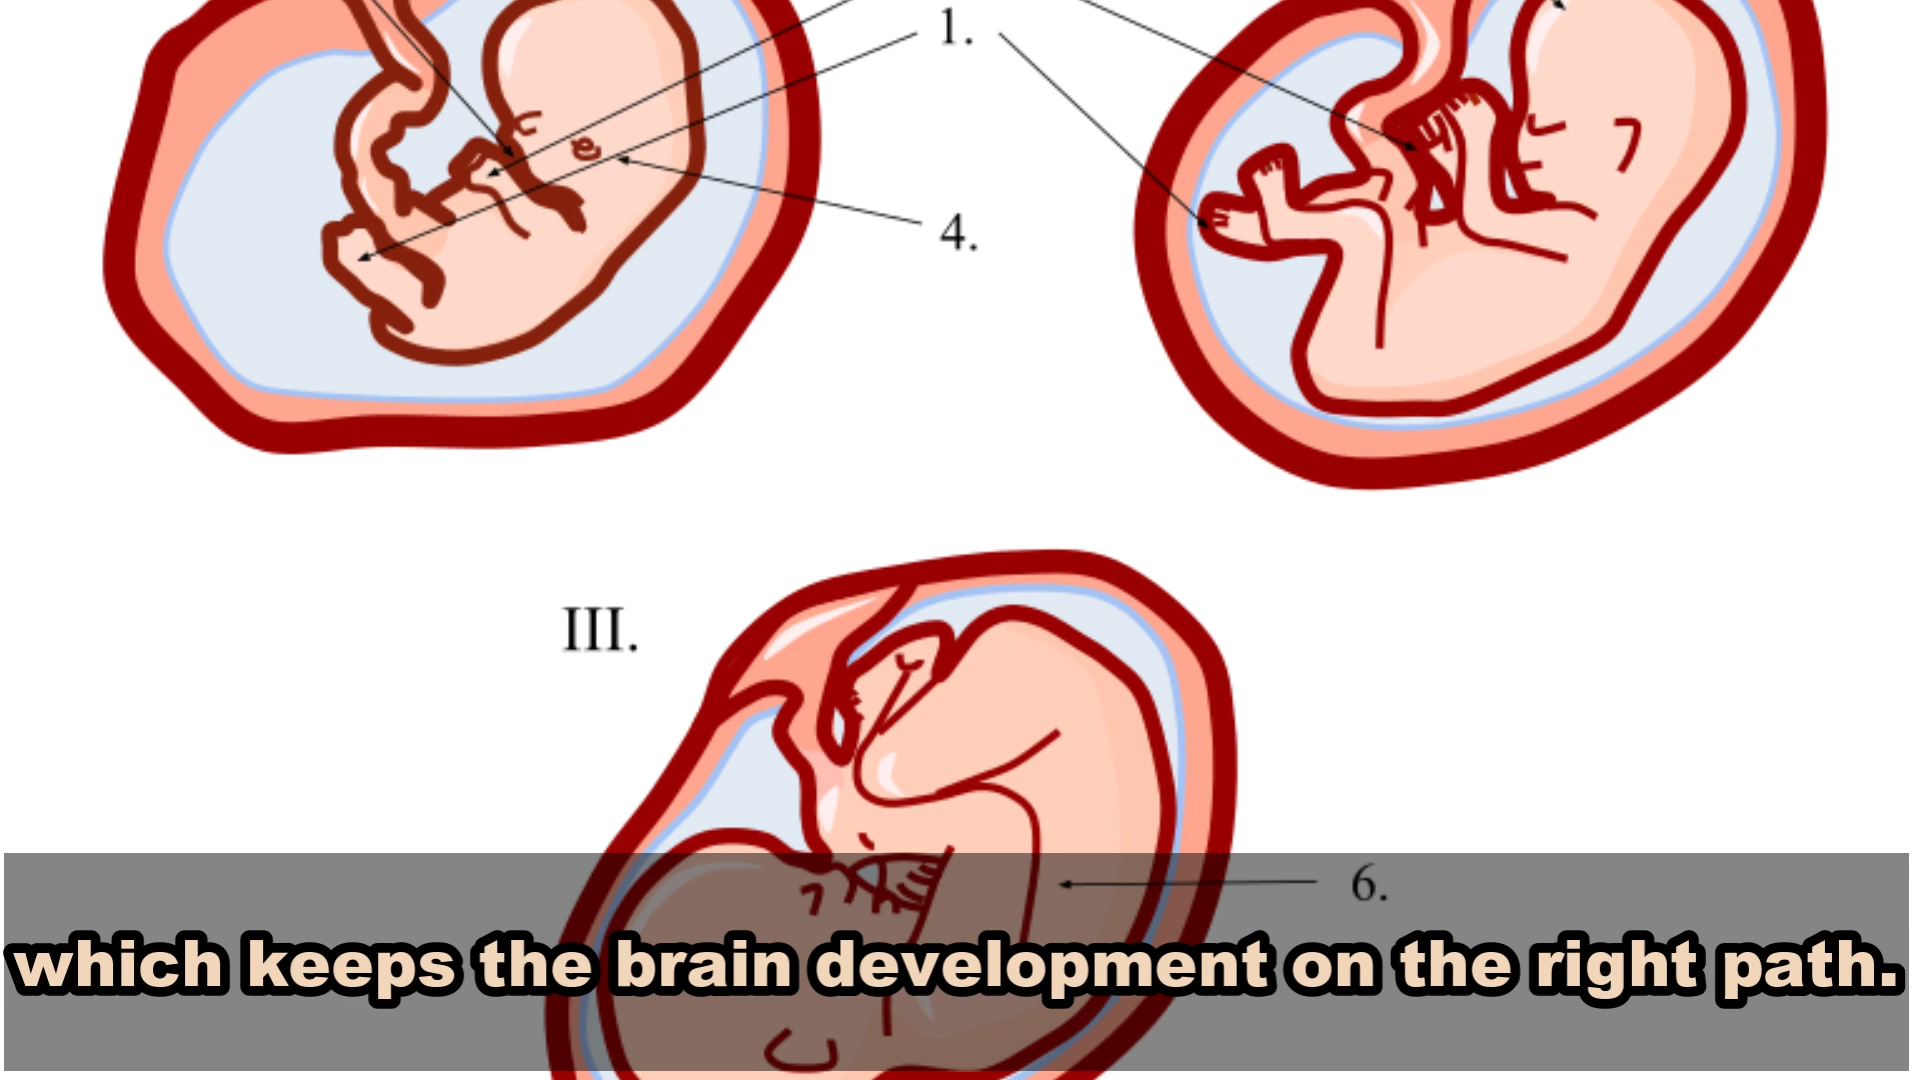 1.
4.
III.
6.
which keeps the brain development on the right path.